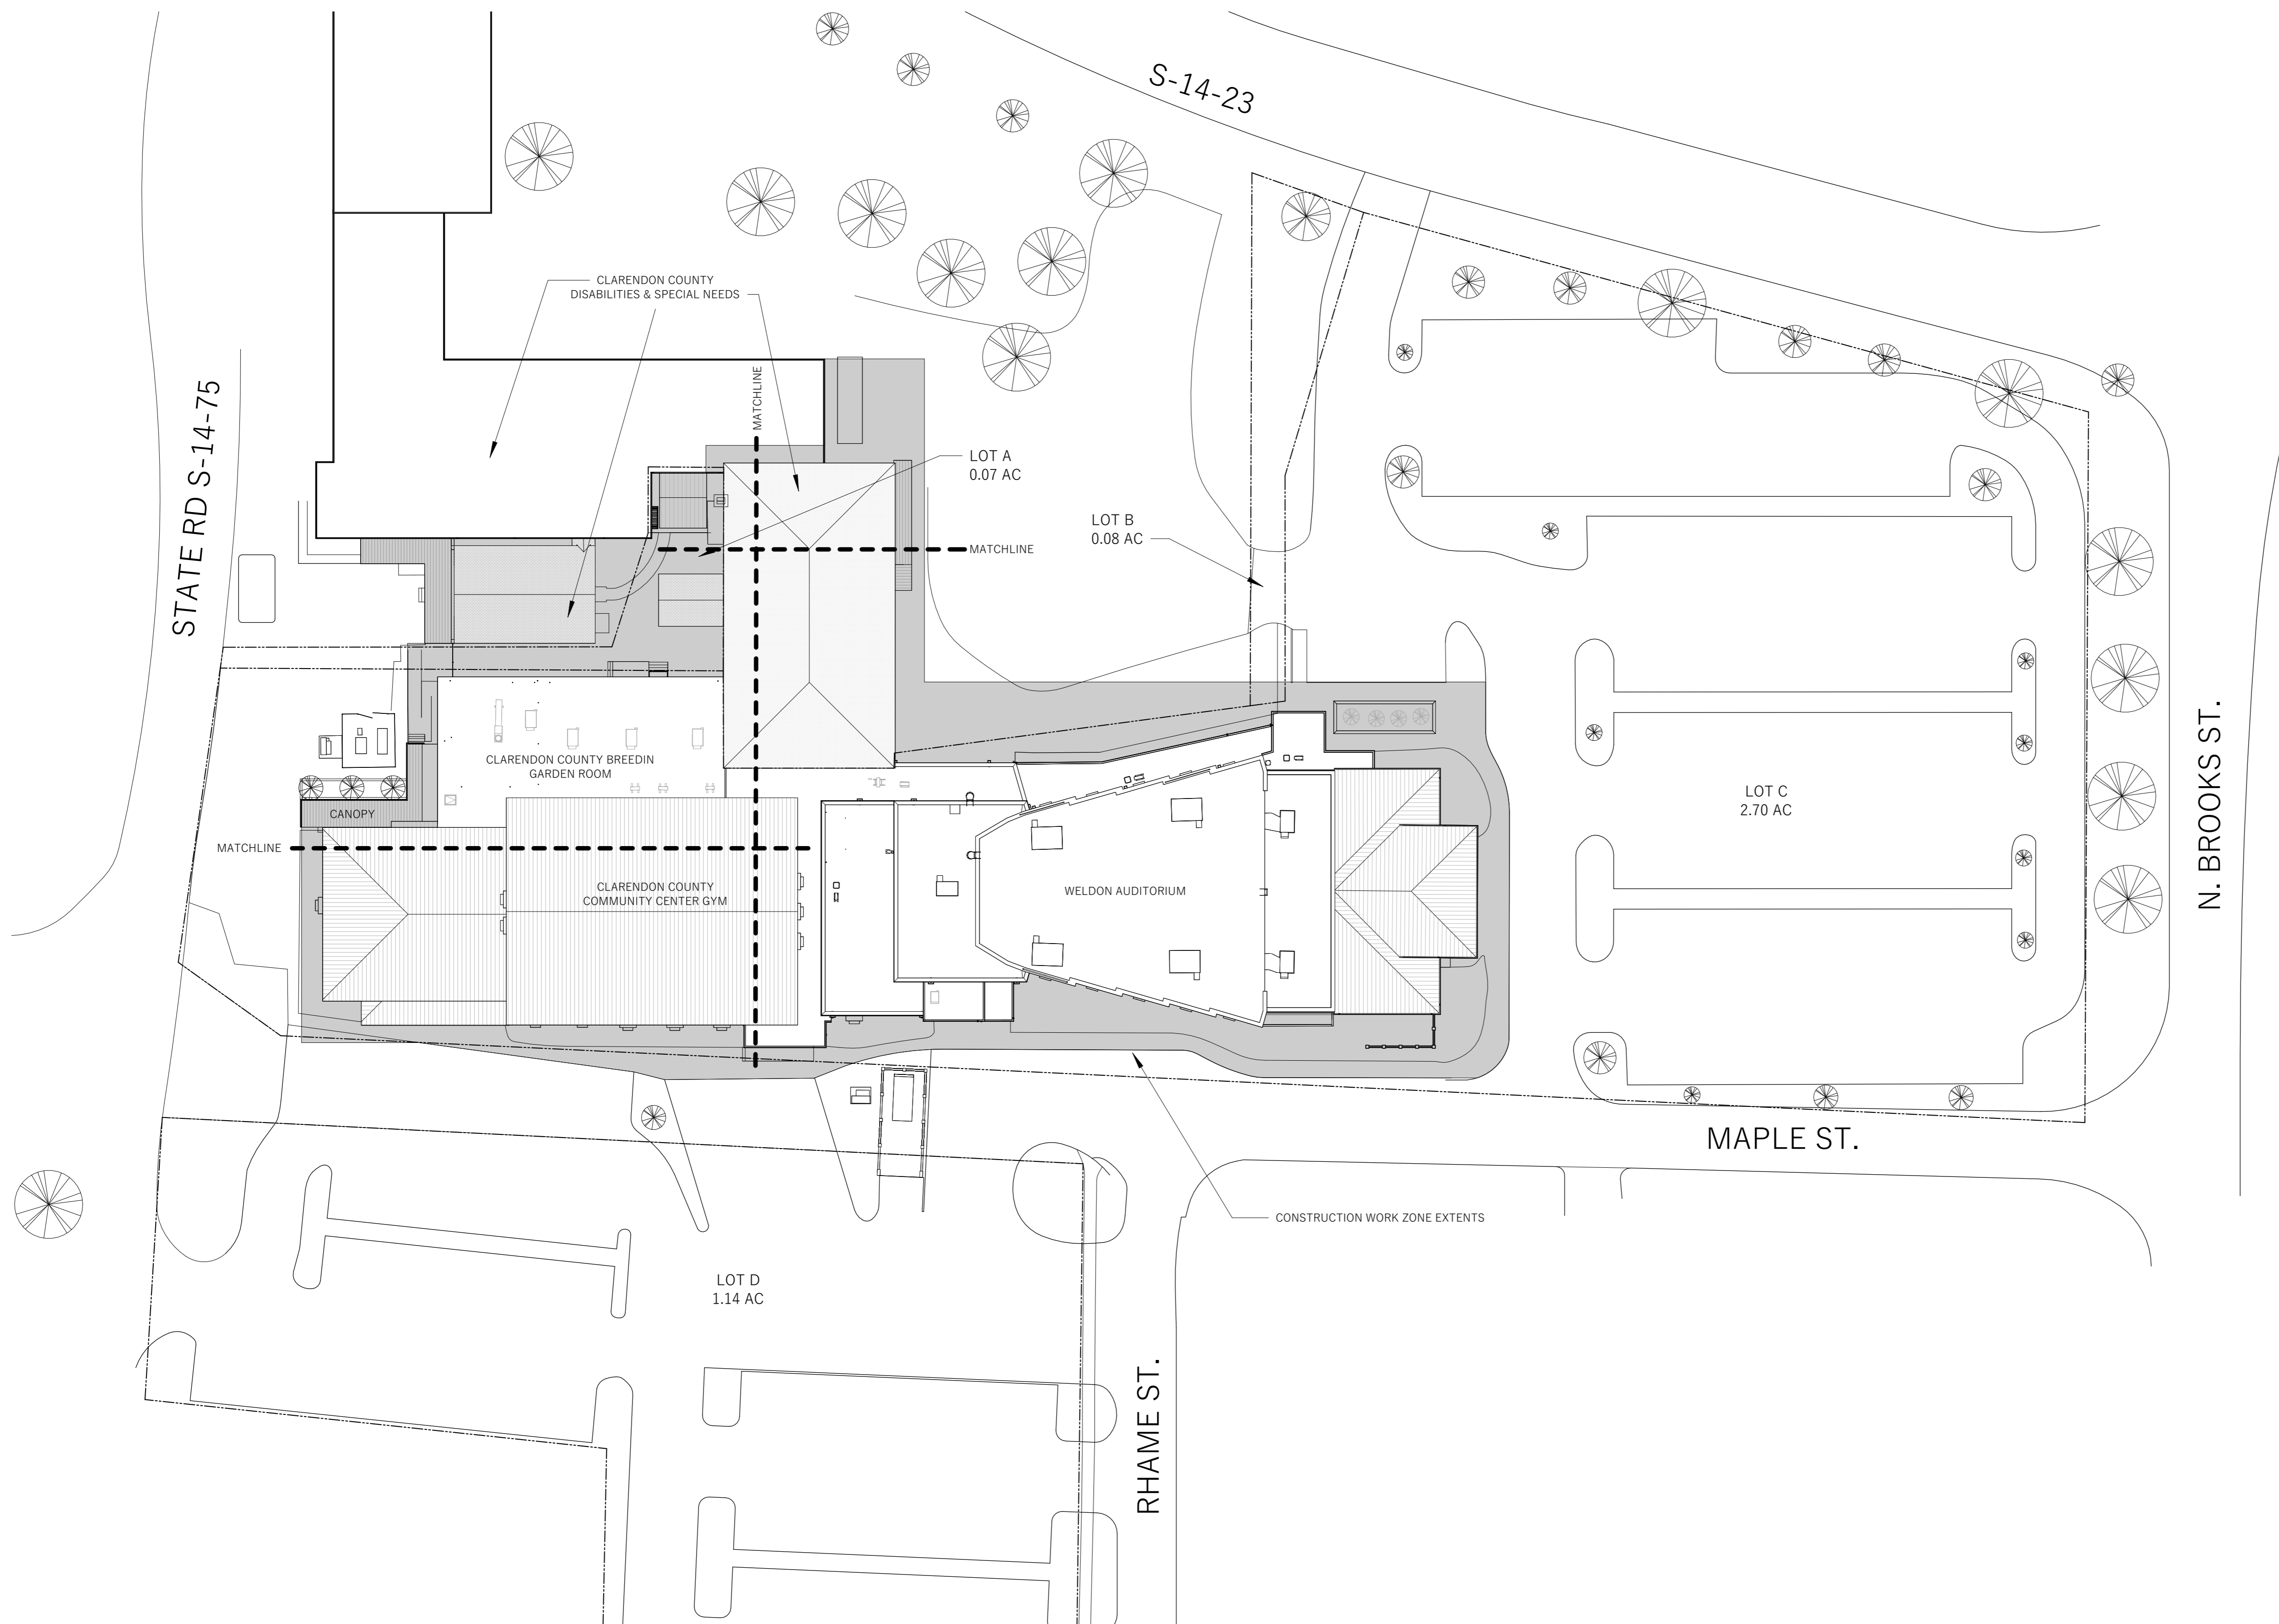 S-14-23
CLARENDON COUNTY
DISABILITIES & SPECIAL NEEDS
MATCHLINE
STATE RD S-14-75
LOT A
0.07 AC
LOT B
0.08 AC
MATCHLINE
CLARENDON COUNTY BREEDIN
GARDEN ROOM
CANOPY
MATCHLINE
CLARENDON COUNTY
COMMUNITY CENTER GYM
WELDON AUDITORIUM
LOT C
2.70 AC
N. BROOKS ST.
MAPLE ST.
CONSTRUCTION WORK ZONE EXTENTS
LOT D
1.14 AC
RHAME ST.